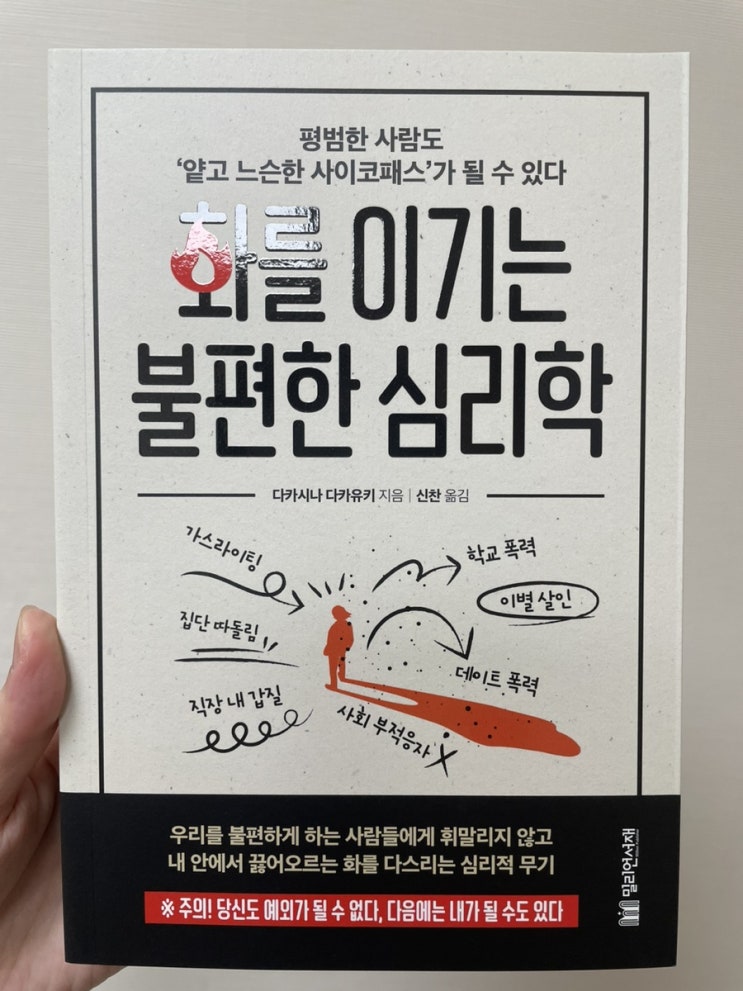 평범한 사람도
‘얕고 느슨한 사이코패스’가 될 수 있다
화를 이기는
불편한 심리학
다카시나 다카유키 지음 | 신찬 옮김
가스라이팅
학교 폭력
이별 살인
집단 따돌림
데이트 폭력
직장 내 갑질
사회 부적응자
우리를 불편하게 하는 사람들에게 휘말리지 않고
내 안에서 끓어오르는 화를 다스리는 심리적 무기
※ 주의! 당신도 예외가 될 수 없다, 다음에는 내가 될 수도 있다
밀리언서재